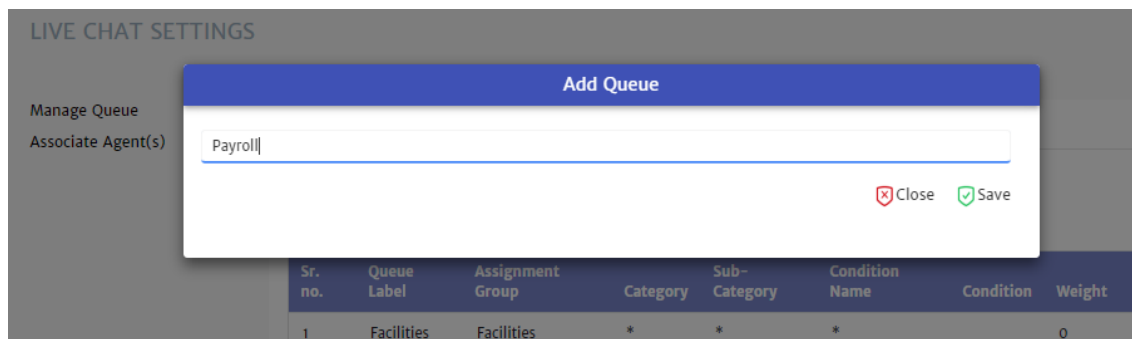 LIVE CHAT SETTINGS
Add Queue
Manage Queue
Associate Agent(s)
Payroll
Close Save
Sr. no. Queue Label Assignment Group Category Sub-Category Condition Name Condition Weight
1 Facilities Facilities * * * 0